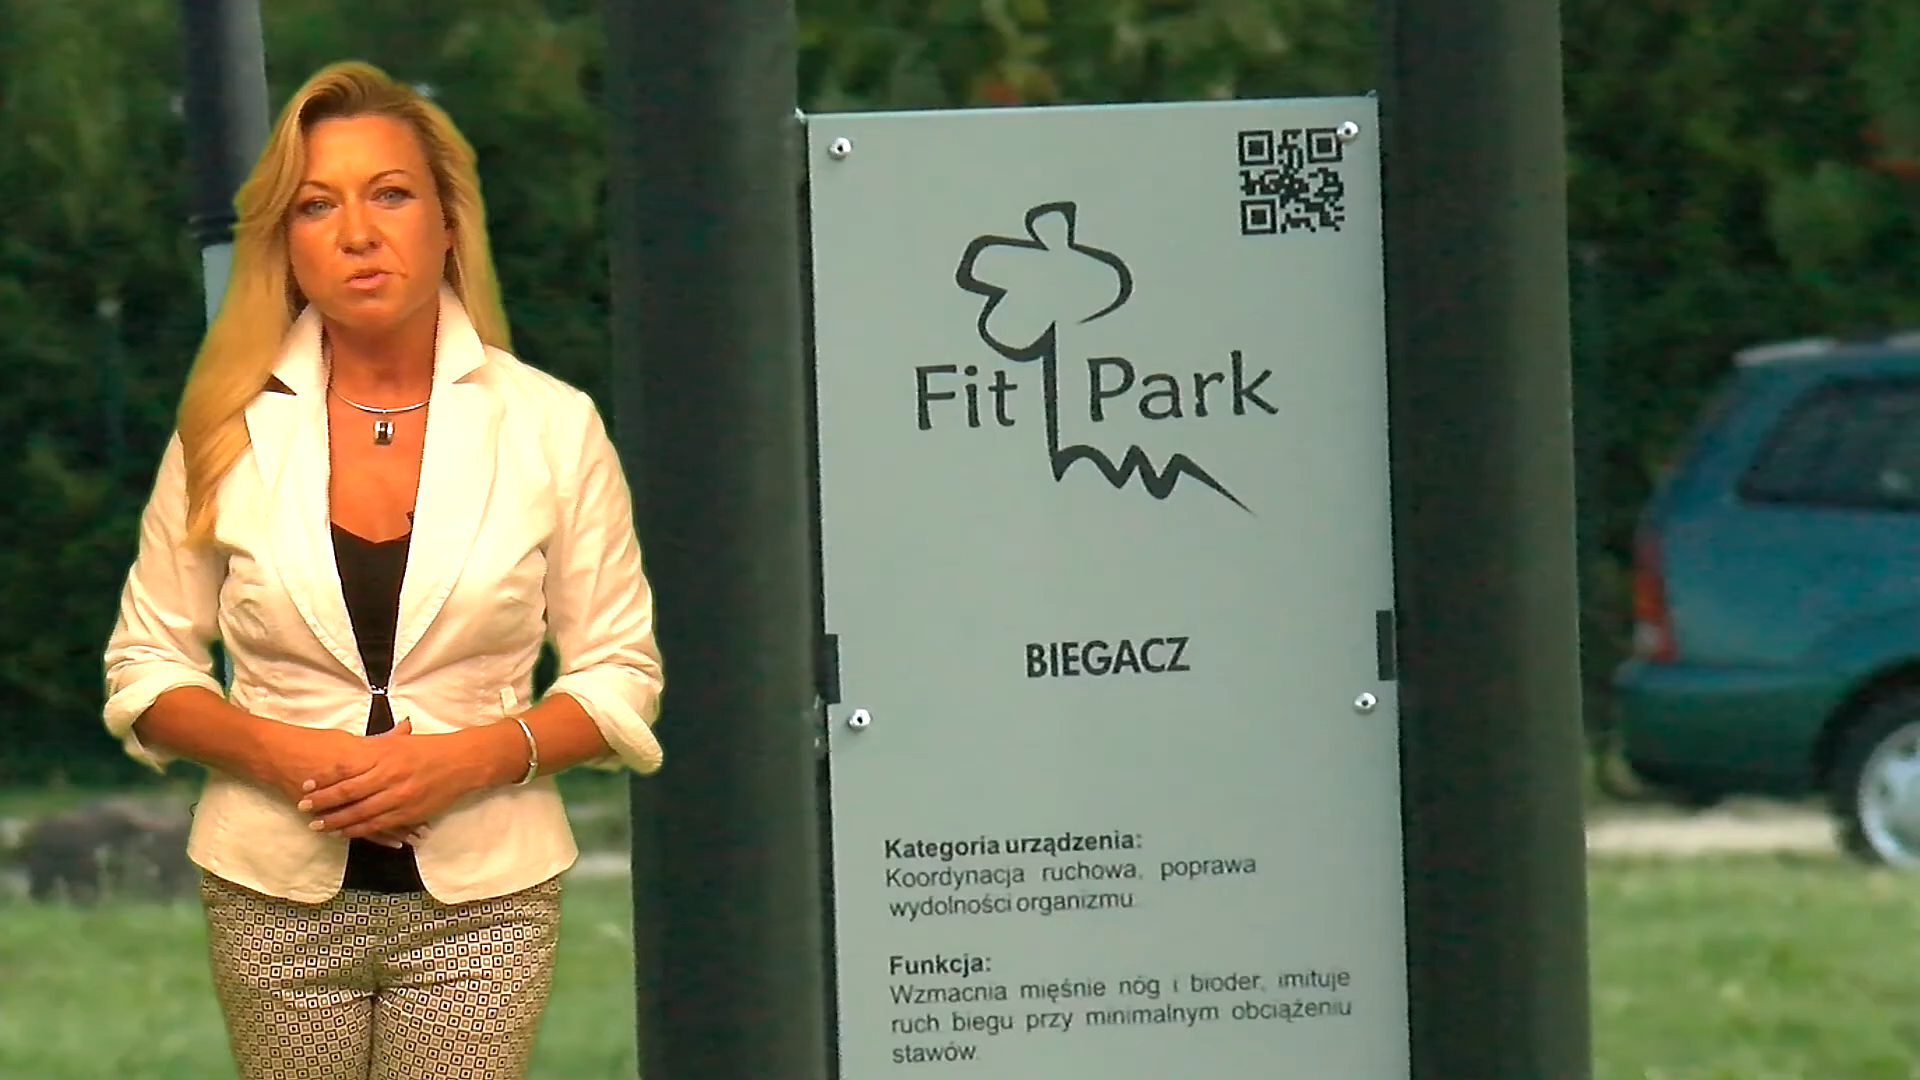 Fit Park
BIEGACZ
Kategoria urządzenia:
Koordynacja ruchowa, poprawa
wydolności organizmu.
Funkcja:
Wzmacnia mięśnie nóg i bioder, imituje
ruch biegu przy minimalnym obciążeniu
stawów.